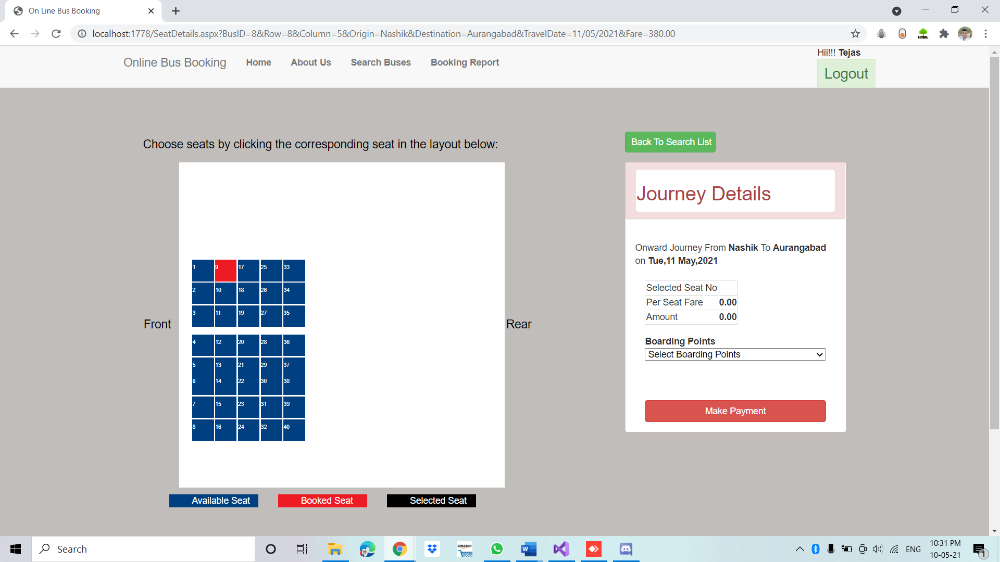 On Line Bus Booking
localhost:1778/SeatDetails.aspx?BusID=8&Row=8&Column=5&Origin=Nashik&Destination=Aurangabad&TravelDate=11/05/2021&Fare=380.00
HTML
Online Bus Booking Home About Us Search Buses Booking Report
Hii!!! Tejas
Logout
Choose seats by clicking the corresponding seat in the layout below:
Back To Search List
Front
1 9 17 25 33
2 10 18 26 34
3 11 19 27 35
4 12 20 28 36
5 13 21 29 37
6 14 22 30 38
7 15 23 31 39
8 16 24 32 40
Rear
Available Seat Booked Seat Selected Seat
Journey Details
Onward Journey From Nashik To Aurangabad
on Tue,11 May,2021
Selected Seat No
Per Seat Fare 0.00
Amount 0.00
Boarding Points
Select Boarding Points
Make Payment
Search
amazon
W
ENG
10:31 PM
10-05-21
1